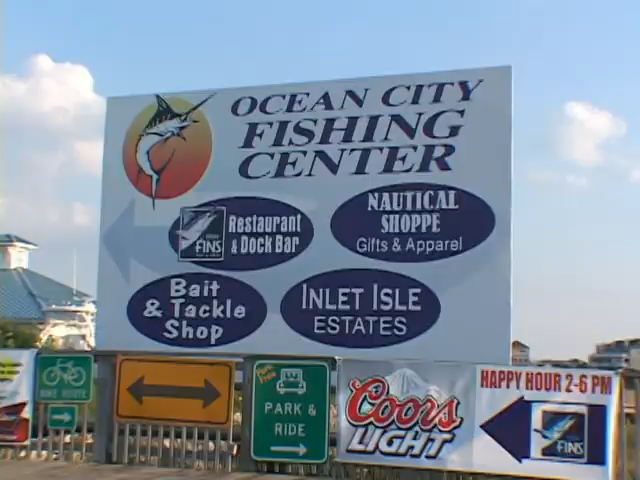 OCEAN CITY
FISHING
CENTER
FINS
Restaurant
& Dock Bar
NAUTICAL
SHOPPE
Gifts & Apparel
Bait
& Tackle
Shop
INLET ISLE
ESTATES
BIKE ROUTE
PARK &
RIDE
Coors
LIGHT
HAPPY HOUR 2-6 PM
FINS